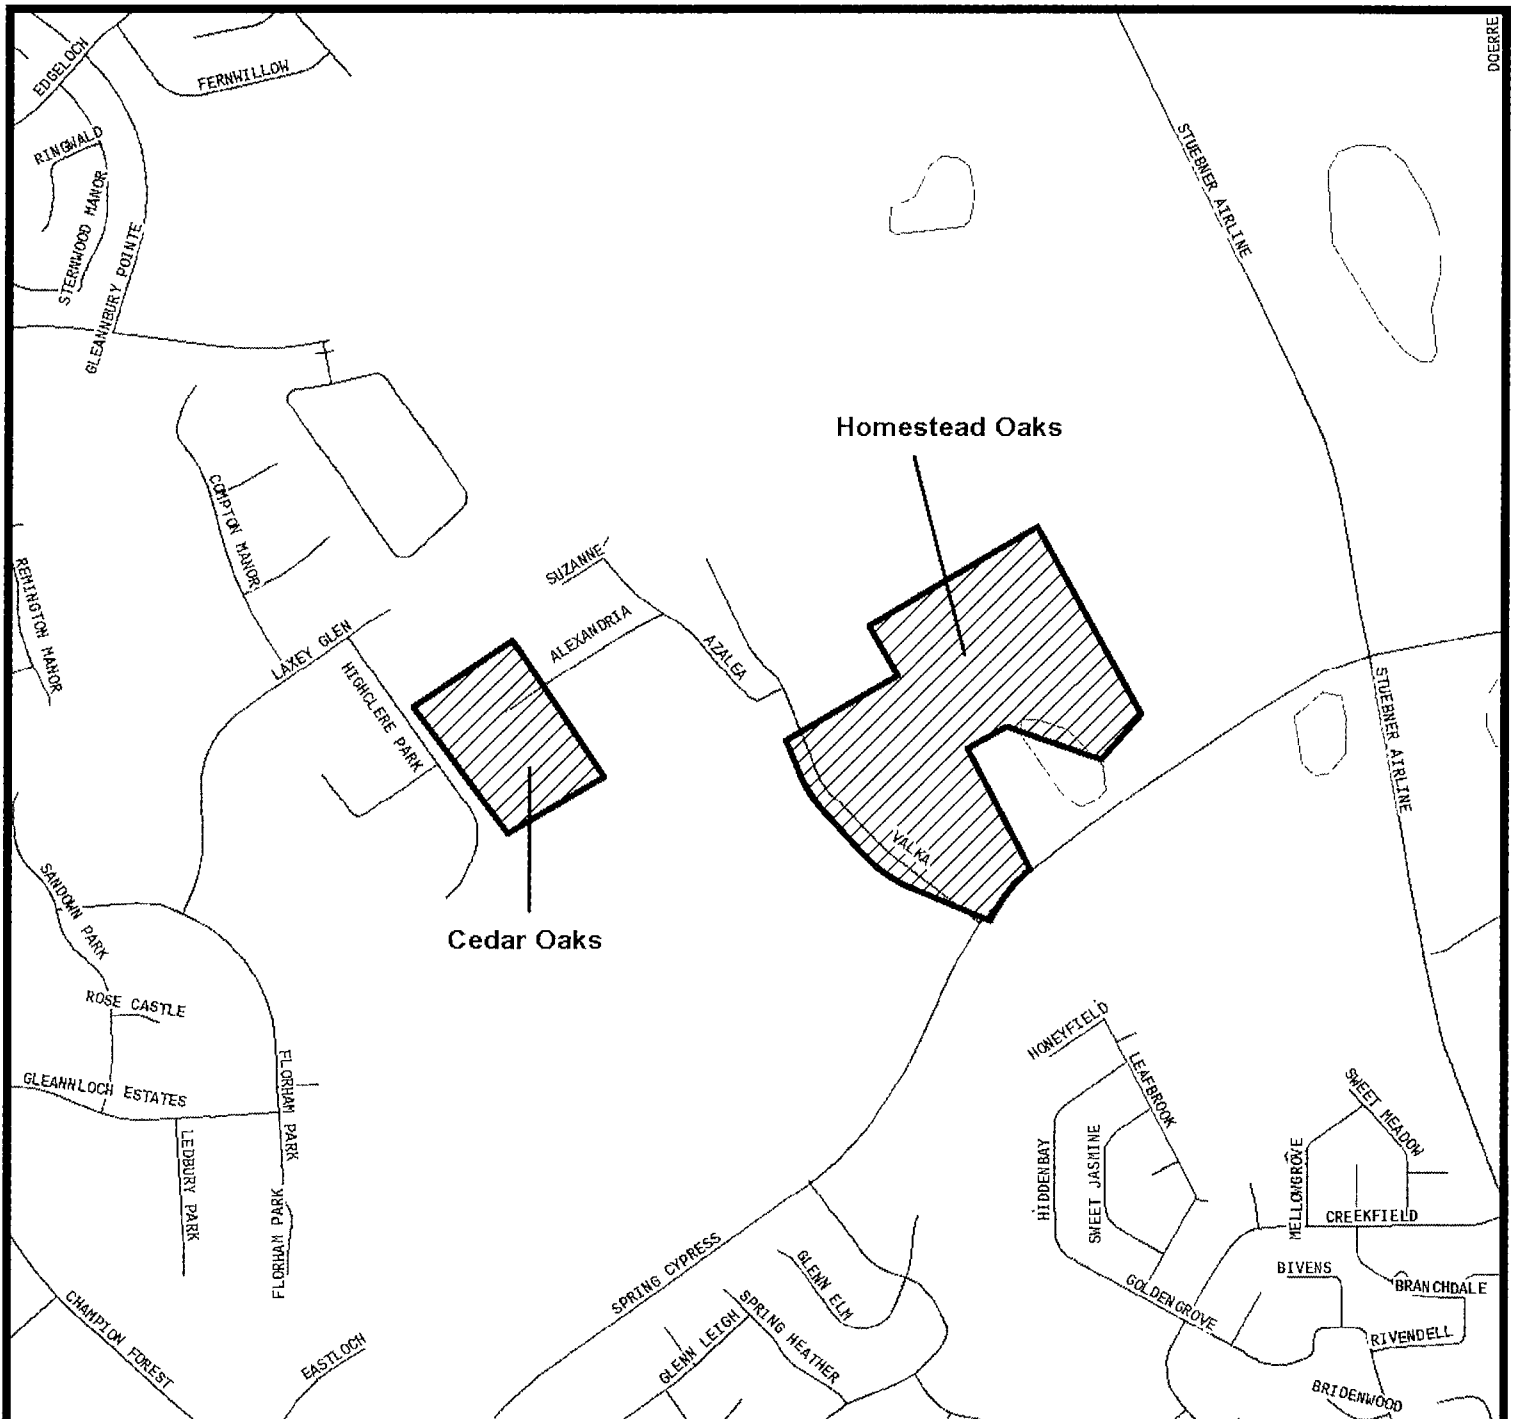 DOERRE
EDGELOCH
FERNWILLOW
RINGWALD
STERNWOOD MANOR
GLEANNBURY POINTE
STUEBNER AIRLINE
Homestead Oaks
COMPTON MANOR
REMINGTON MANOR
SUZANNE
ALEXANDRIA
AZALEA
LAXEY GLEN
HIGHCLERE PARK
STUEBNER AIRLINE
VALKA
SANDOWN PARK
Cedar Oaks
ROSE CASTLE
GLEANNLOCH ESTATES
FLORHAM PARK
LEDBURY PARK
FLORHAM PARK
HONEYFIELD
LEAFBROOK
HIDDENBAY
SWEET JASMINE
SWEET MEADOW
MELLONGROVE
CREEKFIELD
SPRING CYPRESS
GLENN ELM
GOLDENGROVE
BIVENS
BRANCHDALE
CHAMPION FOREST
EASTLOCH
GLENN LEIGH
SPRING HEATHER
RIVENDELL
BRIDENWOOD